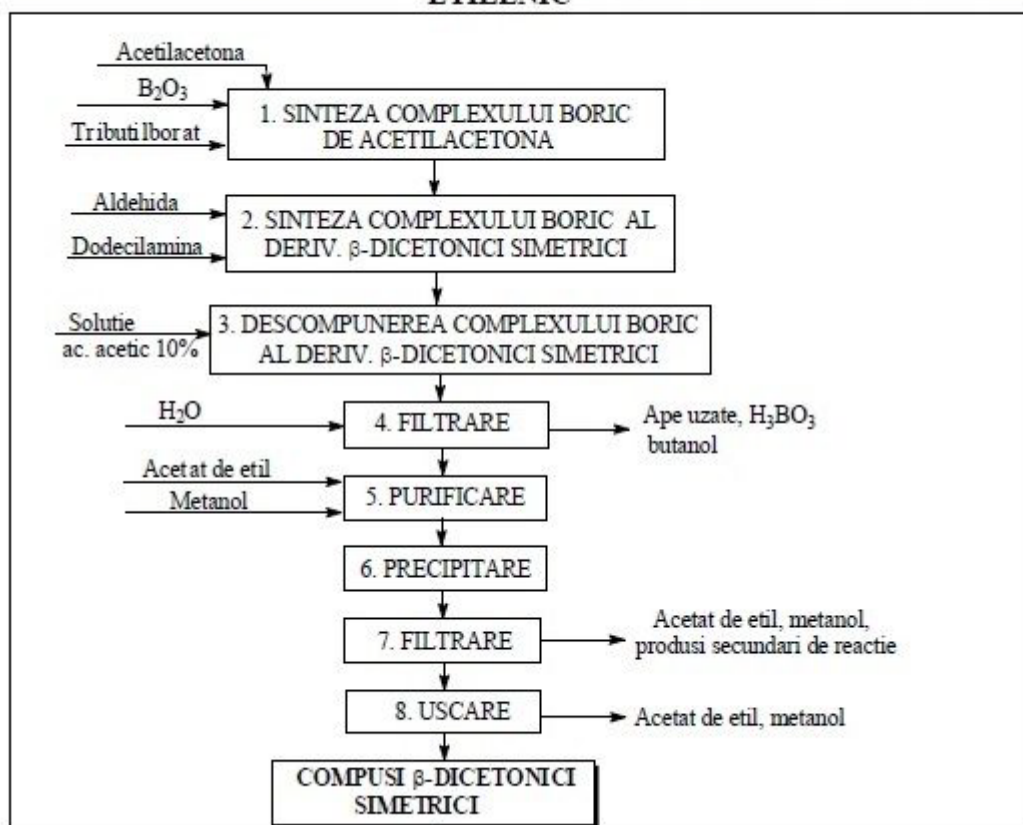 ETILENIC
Acetilacetona
B₂O₃
Tributilborat
1. SINTEZA COMPLEXULUI BORIC
DE ACETILACETONA
Aldehida
Dodecilamina
2. SINTEZA COMPLEXULUI BORIC AL
DERIV. β-DICETONICI SIMETRICI
Solutie
ac. acetic 10%
3. DESCOMPUNEREA COMPLEXULUI BORIC
AL DERIV. β-DICETONICI SIMETRICI
H₂O
4. FILTRARE
Ape uzate, H₃BO₃
butanol
Acetat de etil
Metanol
5. PURIFICARE
6. PRECIPITARE
7. FILTRARE
Acetat de etil, metanol,
produsi secundari de reactie
8. USCARE
Acetat de etil, metanol
COMPUSI β-DICETONICI
SIMETRICI